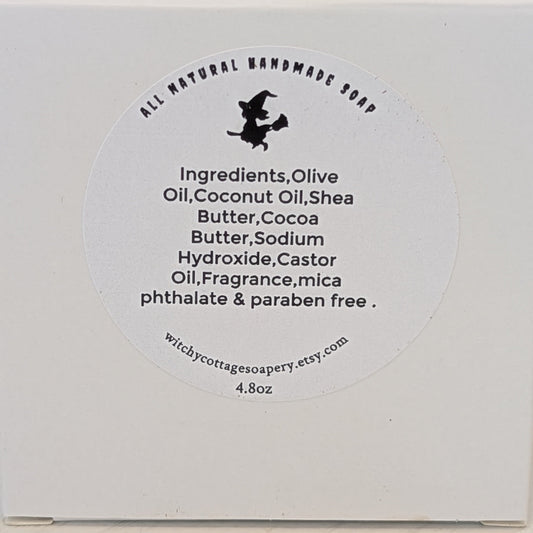 ALL NATURAL HANDMADE SOAP
Ingredients,Olive
Oil,Coconut Oil,Shea
Butter,Cocoa
Butter,Sodium
Hydroxide,Castor
Oil,Fragrance,mica
phthalate & paraben free .
witchycottagesoapery.etsy.com
4.8oz